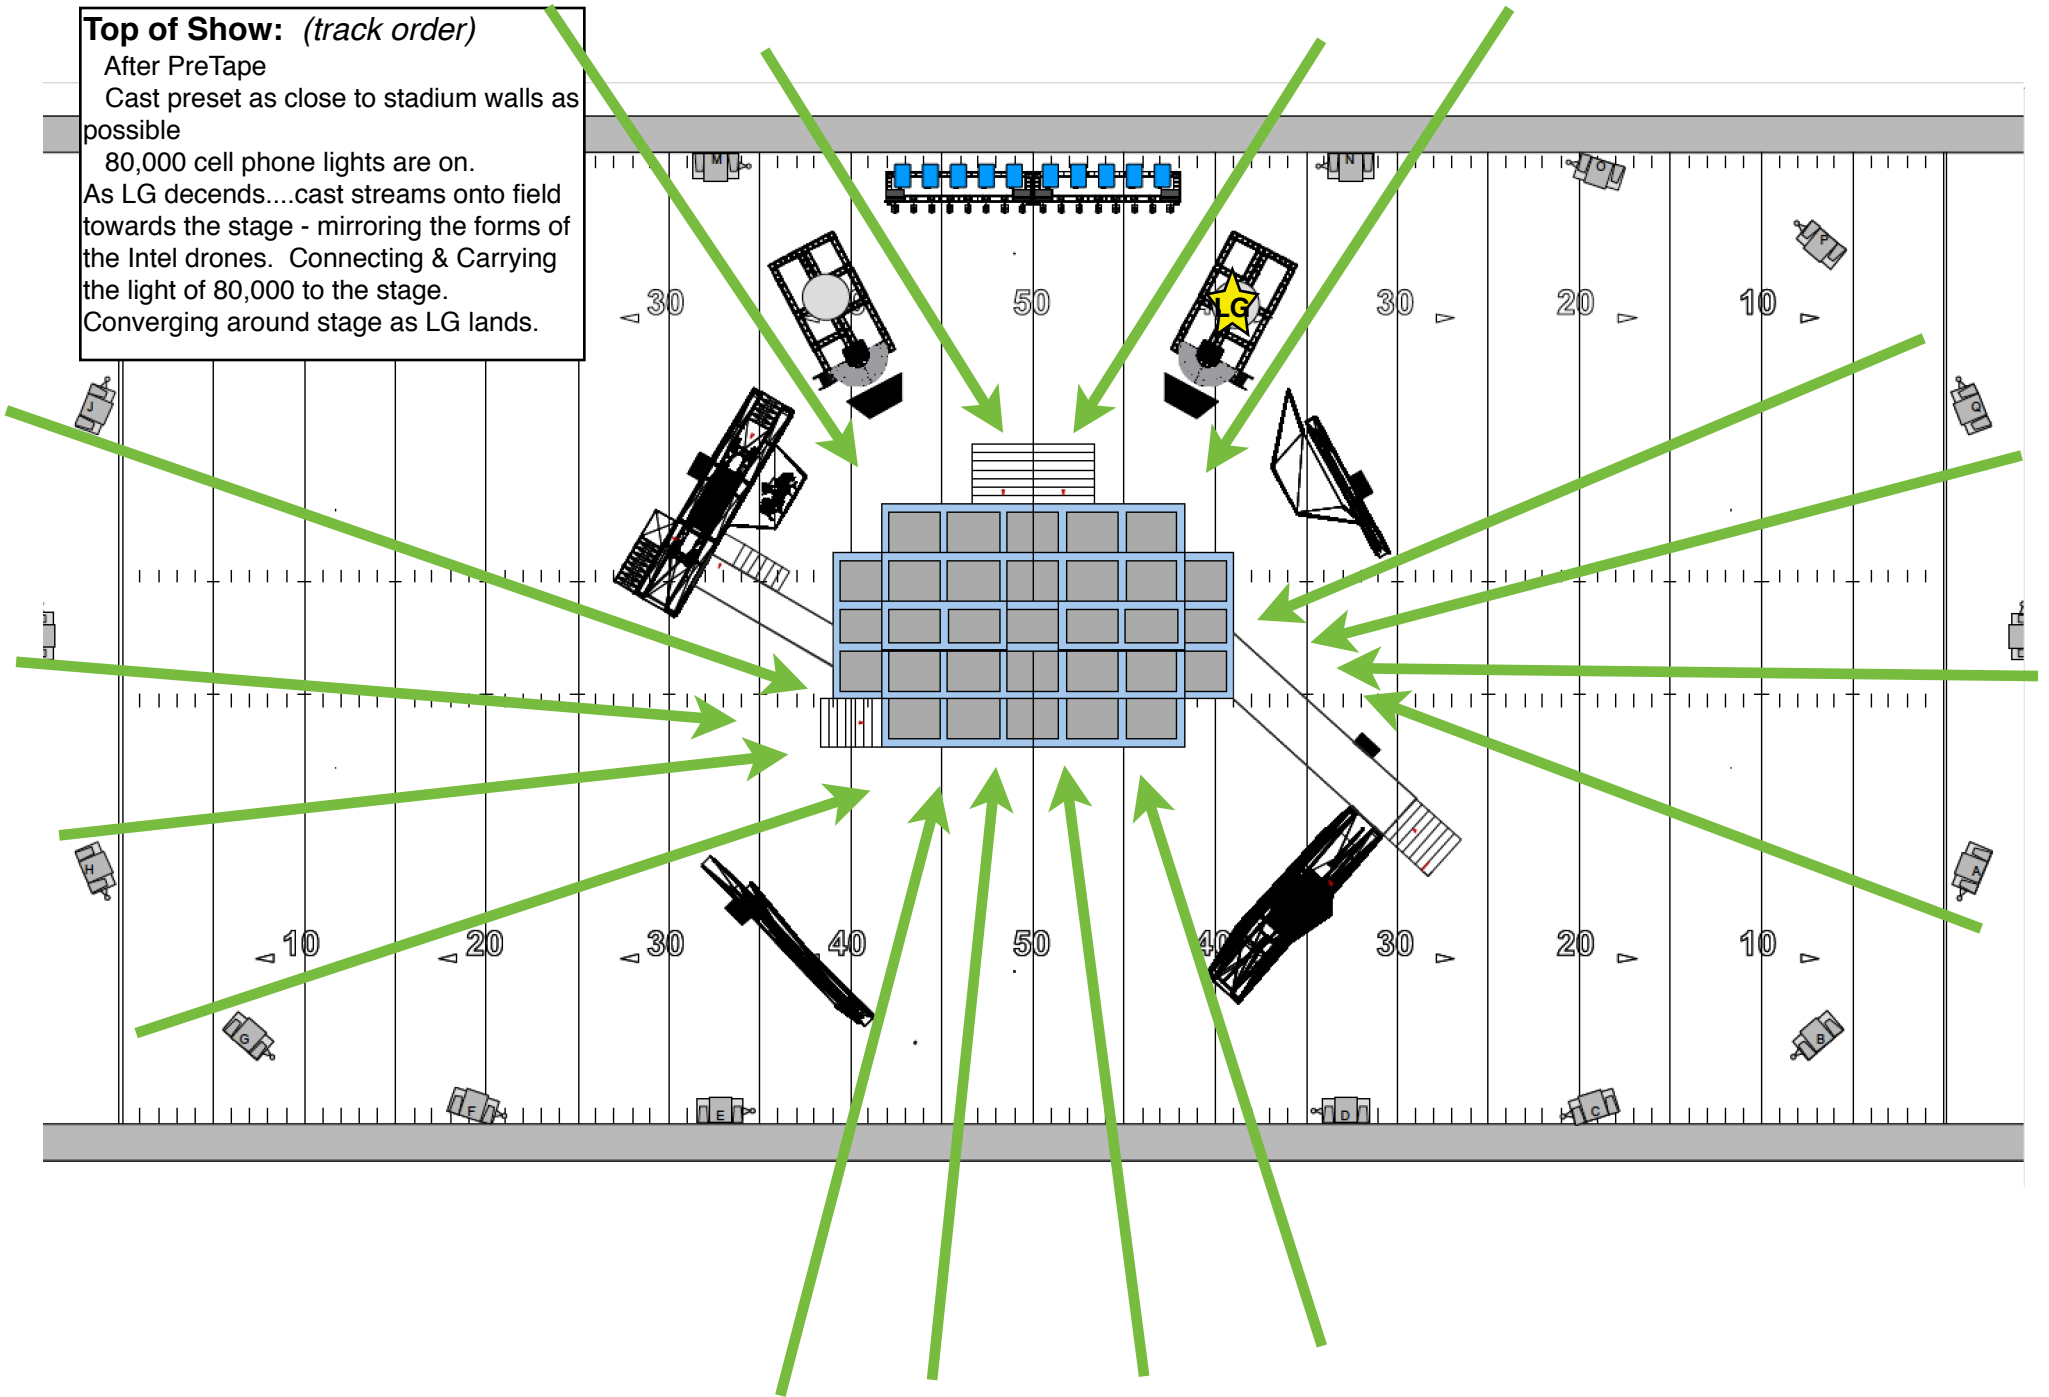 Top of Show: (track order)
After PreTape
Cast preset as close to stadium walls as
possible
80,000 cell phone lights are on.
As LG decends....cast streams onto field
towards the stage - mirroring the forms of
the Intel drones. Connecting & Carrying
the light of 80,000 to the stage.
Converging around stage as LG lands.
M
N
O
P
30
50
LG
30
20
10
J
Q
H
A
10
20
30
40
50
40
30
20
10
G
B
F
E
D
C